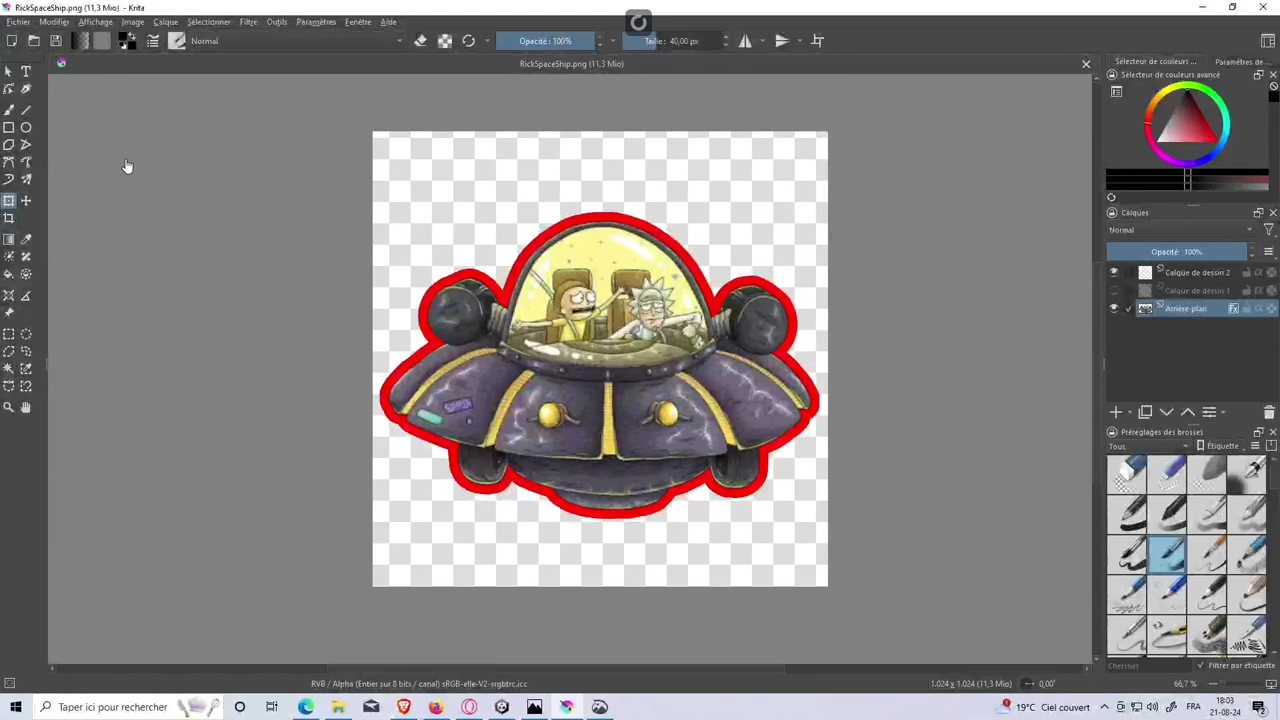 RickSpaceShip.png (11,3 Mio) - Krita
Fichier Modifier Affichage Image Calque Sélectionner Filtre Outils Paramètres Fenêtre Aide
Normal Opacité : 100% Taille : 40,00 px
RickSpaceShip.png (11,3 Mio)
Sélecteur de couleurs ... Paramètres de
Sélecteur de couleurs avancé
Calques
Normal
Opacité: 100%
Calque de dessin 2
Calque de dessin 1
Arrière-plan
Préréglages des brosses
Tous Étiquette
Chercher Filtrer par étiquette
RVB / Alpha (Entier sur 8 bits / canal) sRGB-elle-V2-srgbtrc.icc 1.024 x 1.024 (11,3 Mio) 0,00° 66,7 %
Taper ici pour rechercher
19°C Ciel couvert FRA
18:03
21-08-24
2